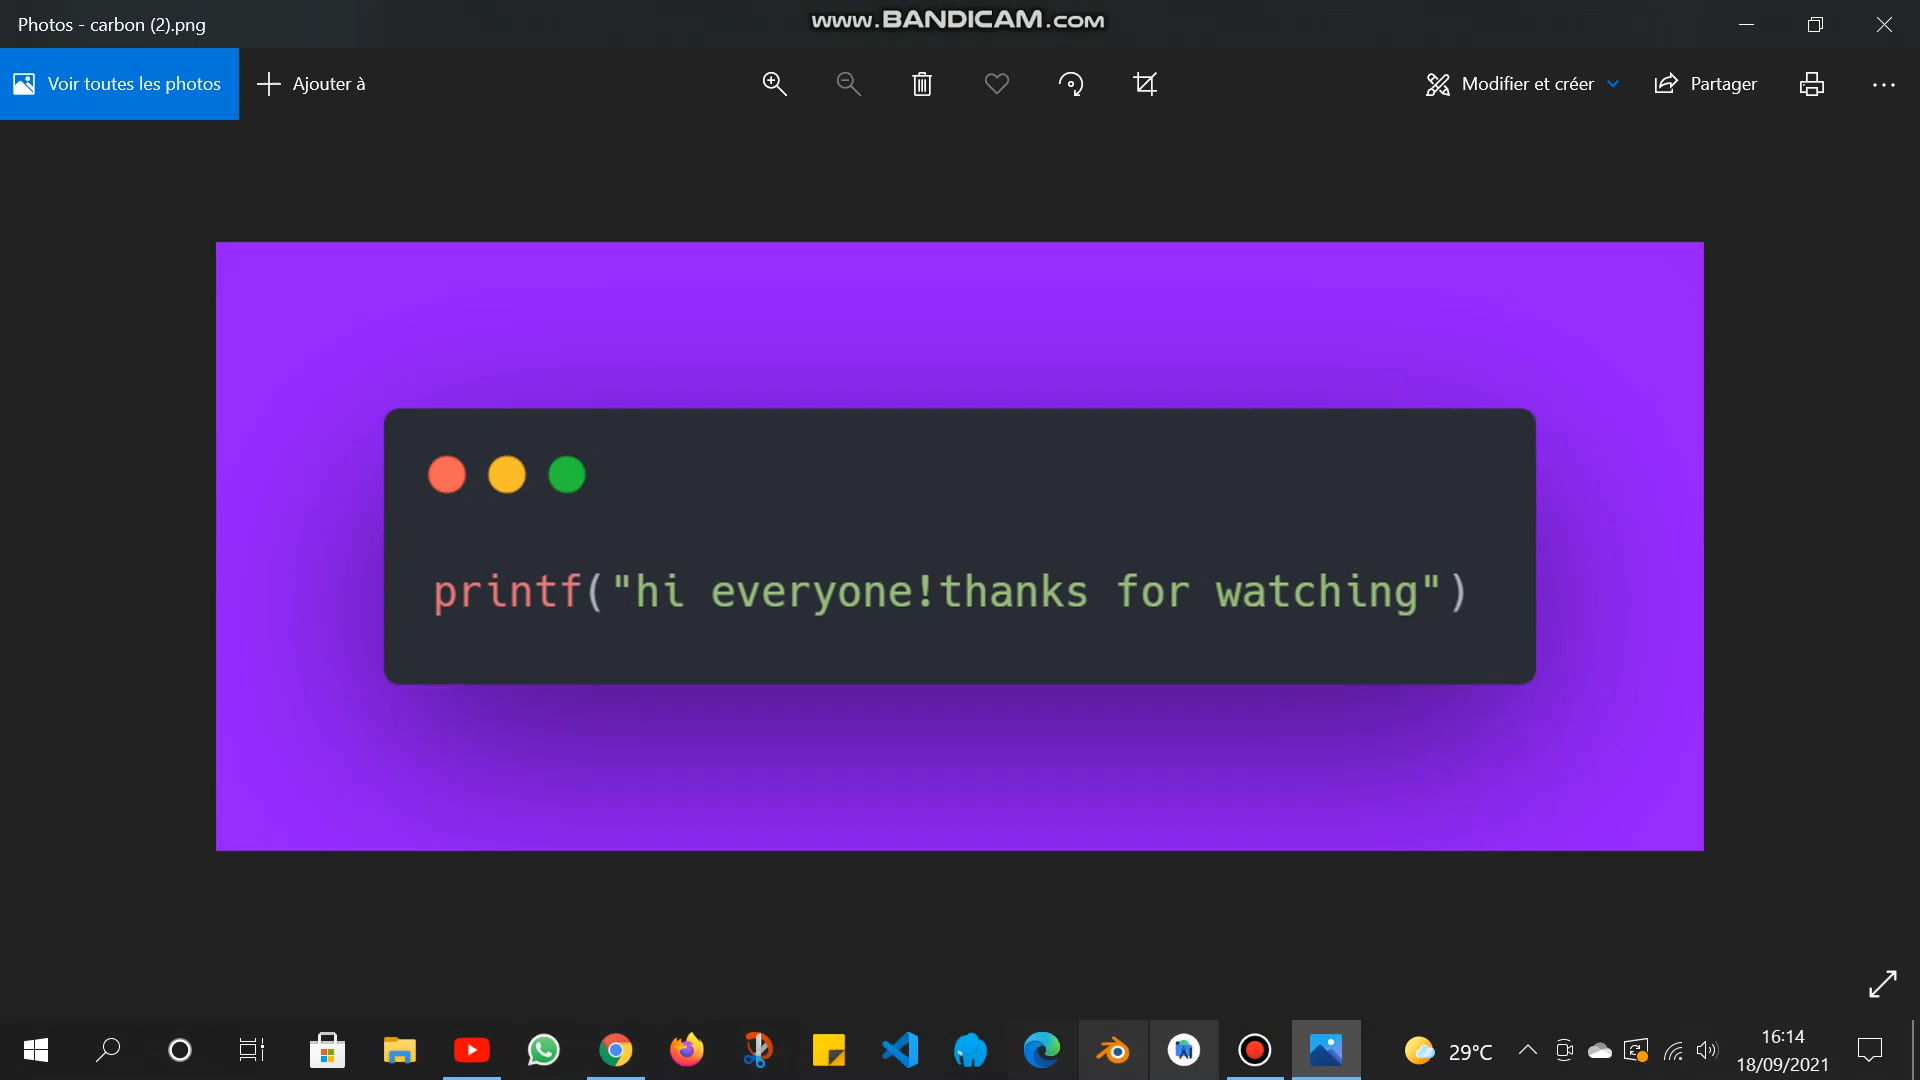 Photos - carbon (2).png
www.BANDICAM.COM
Voir toutes les photos
Ajouter à
Modifier et créer
Partager
printf("hi everyone!thanks for watching")
29°C
16:14
18/09/2021